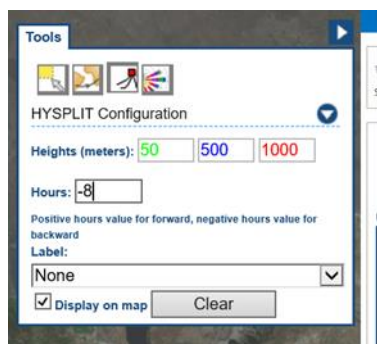 Tools
HYSPLIT Configuration
Heights (meters): 50 500 1000
Hours: -8
Positive hours value for forward, negative hours value for
backward
Label:
None
Display on map Clear